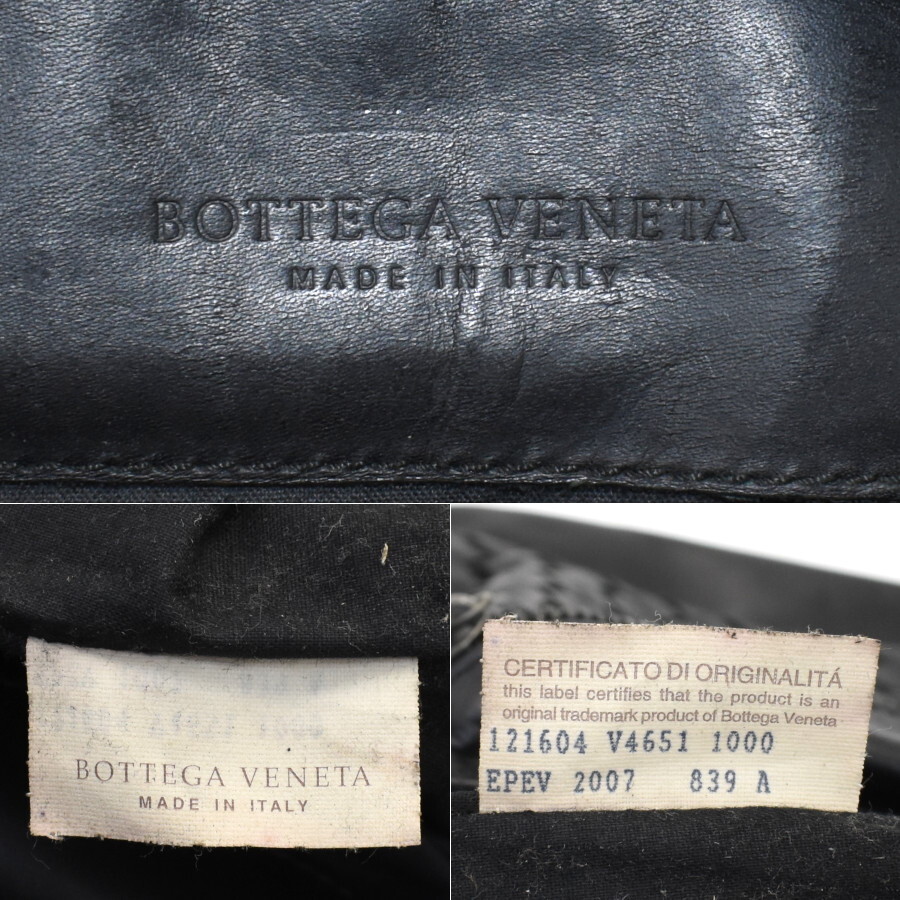 BOTTEGA VENETA
MADE IN ITALY
BOTTEGA VENETA
MADE IN ITALY
CERTIFICATO DI ORIGINALITÁ
this label certifies that the product is an
original trademark product of Bottega Veneta
121604 V4651 1000
EPEV 2007 839 A